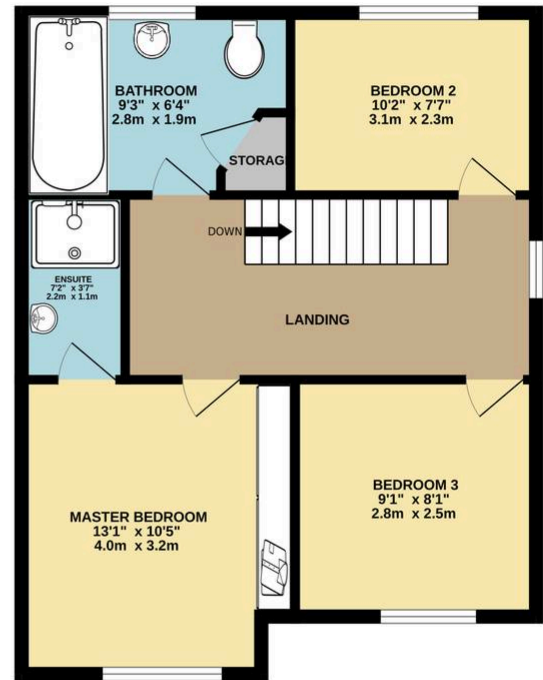 BATHROOM
9'3" x 6'4"
2.8m x 1.9m
STORAG
BEDROOM 2
10'2" x 7'7"
3.1m x 2.3m
DOWN
ENSUITE
7'2" x 3'7"
2.2m x 1.1m
LANDING
MASTER BEDROOM
13'1" x 10'5"
4.0m x 3.2m
BEDROOM 3
9'1" x 8'1"
2.8m x 2.5m